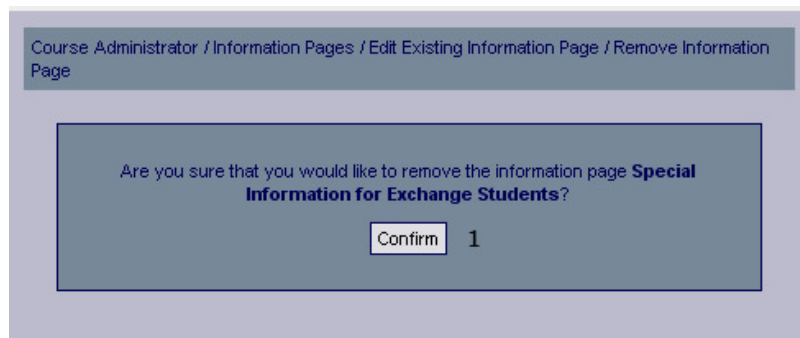 Course Administrator / Information Pages / Edit Existing Information Page / Remove Information
Page
Are you sure that you would like to remove the information page Special
Information for Exchange Students?
Confirm 1